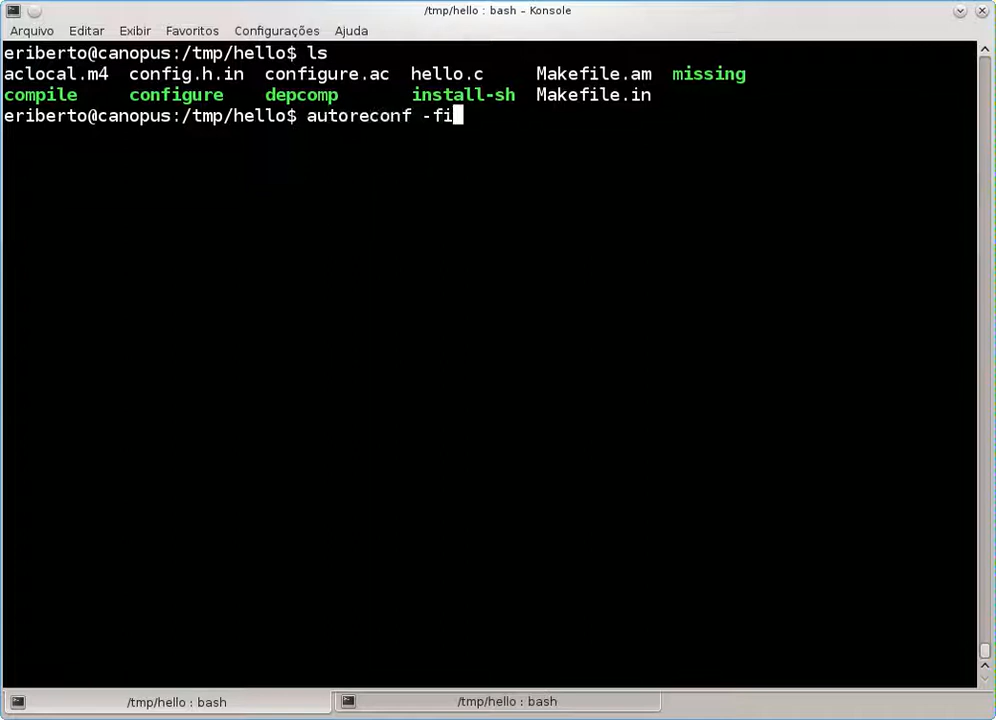 /tmp/hello : bash – Konsole
Arquivo Editar Exibir Favoritos Configurações Ajuda
eriberto@canopus:/tmp/hello$ ls
aclocal.m4 config.h.in configure.ac hello.c Makefile.am missing
compile configure depcomp install-sh Makefile.in
eriberto@canopus:/tmp/hello$ autoreconf -fi
/tmp/hello : bash /tmp/hello : bash